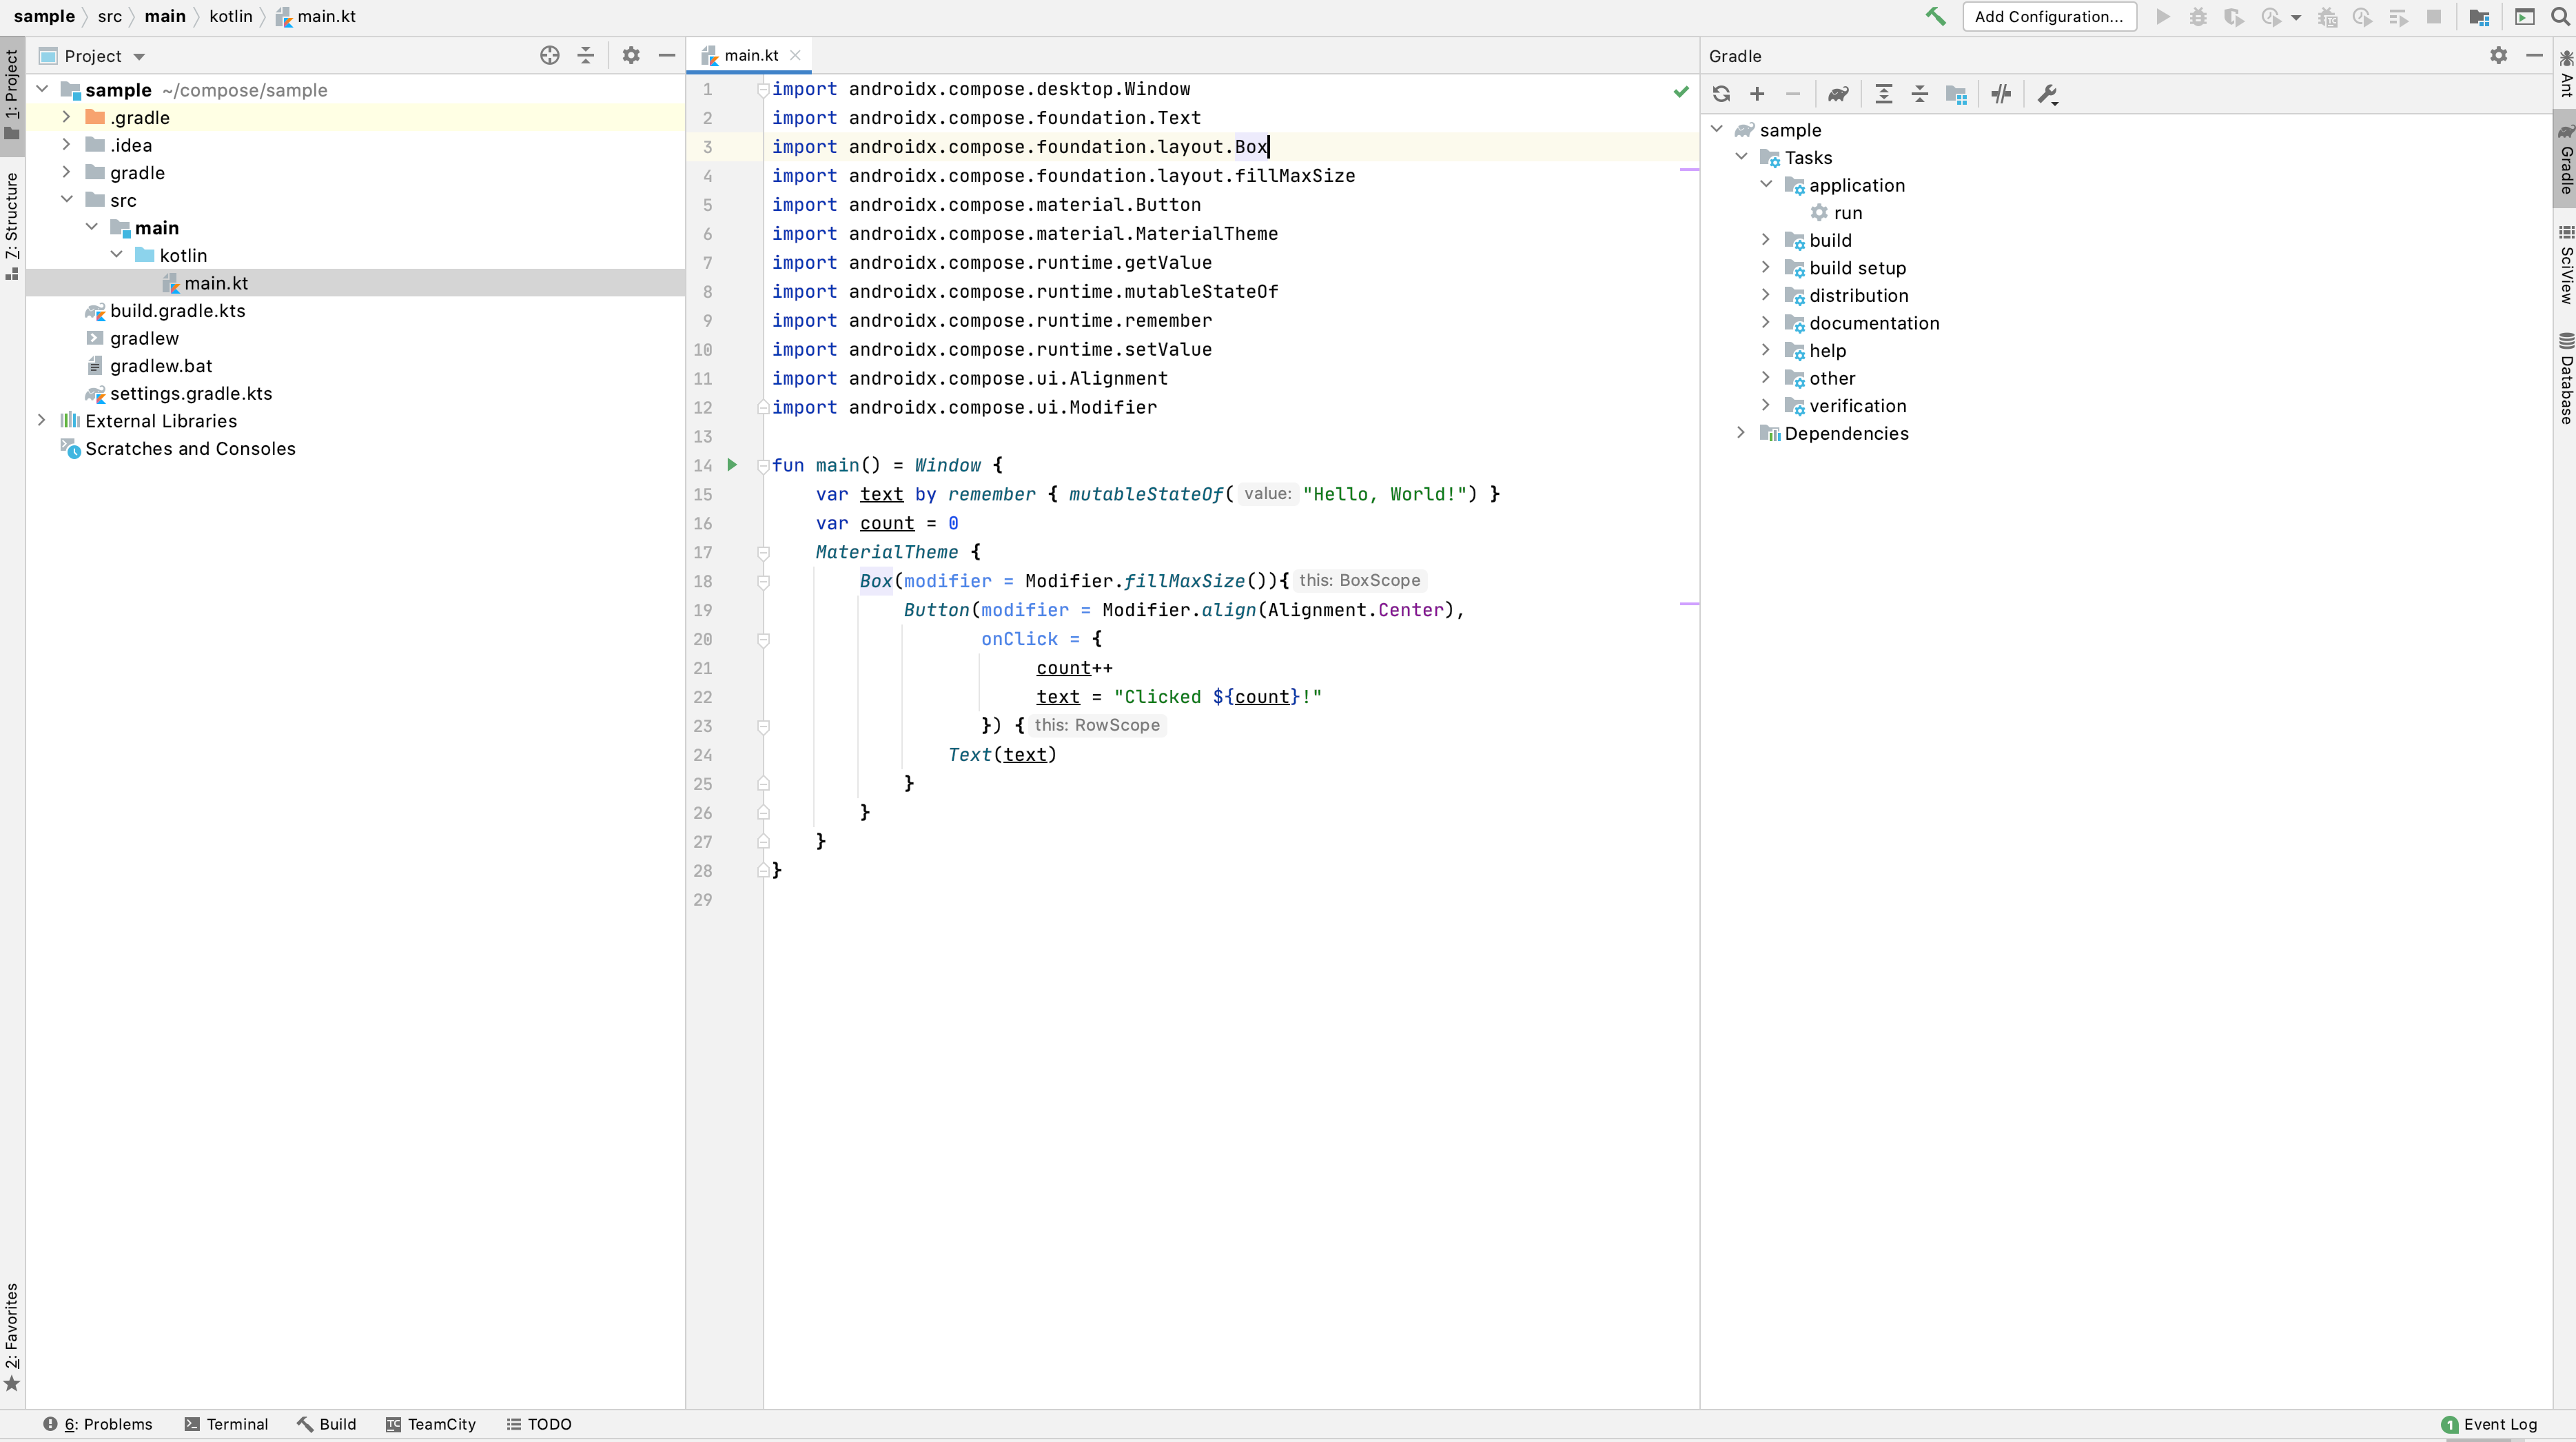 sample src main kotlin main.kt
Add Configuration...
1: Project
Z: Structure
2: Favorites
Project
sample ~/compose/sample
.gradle
.idea
gradle
src
main
kotlin
main.kt
build.gradle.kts
gradlew
gradlew.bat
settings.gradle.kts
External Libraries
Scratches and Consoles
main.kt
1 import androidx.compose.desktop.Window
2 import androidx.compose.foundation.Text
3 import androidx.compose.foundation.layout.Box
4 import androidx.compose.foundation.layout.fillMaxSize
5 import androidx.compose.material.Button
6 import androidx.compose.material.MaterialTheme
7 import androidx.compose.runtime.getValue
8 import androidx.compose.runtime.mutableStateOf
9 import androidx.compose.runtime.remember
10 import androidx.compose.runtime.setValue
11 import androidx.compose.ui.Alignment
12 import androidx.compose.ui.Modifier
13
14 fun main() = Window {
15 var text by remember { mutableStateOf( value: "Hello, World!") }
16 var count = 0
17 MaterialTheme {
18 Box(modifier = Modifier.fillMaxSize()){ this: BoxScope
19 Button(modifier = Modifier.align(Alignment.Center),
20 onClick = {
21 count++
22 text = "Clicked ${count}!"
23 }) { this: RowScope
24 Text(text)
25 }
26 }
27 }
28 }
29
Gradle
sample
Tasks
application
run
build
build setup
distribution
documentation
help
other
verification
Dependencies
Ant
Gradle
SciView
Database
6: Problems Terminal Build TC TeamCity TODO
1 Event Log